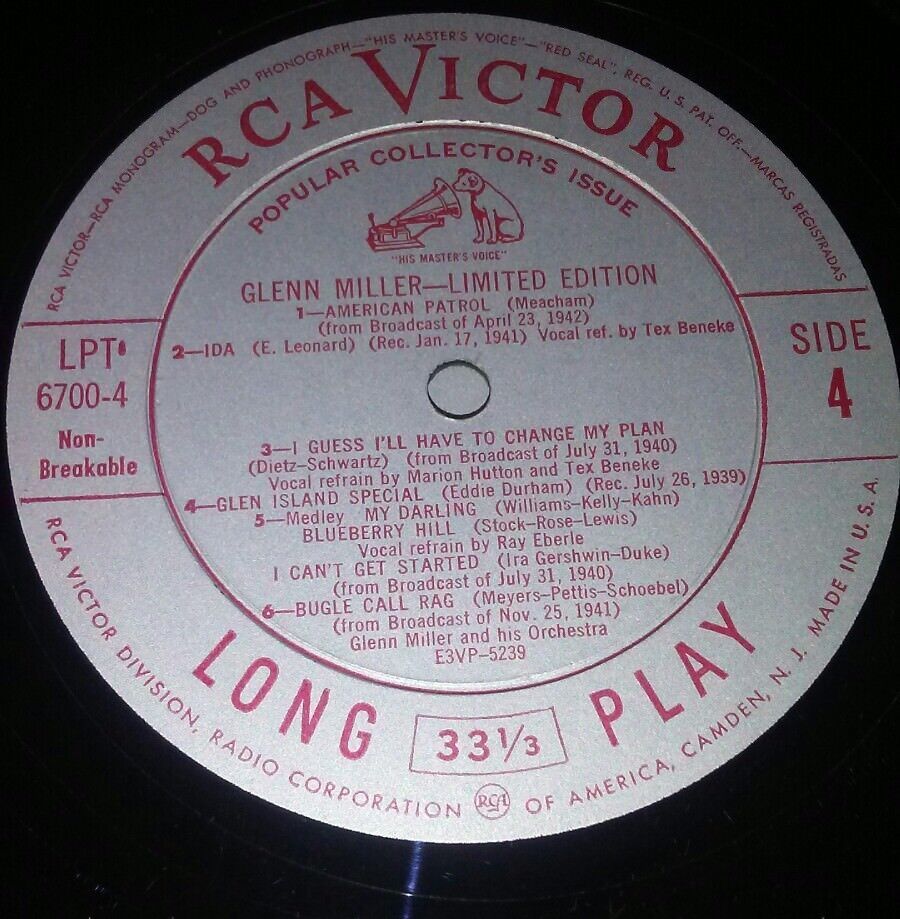 RCA VICTOR—RCA MONOGRAM—DOG AND PHONOGRAPH—"HIS MASTER'S VOICE"—"RED SEAL", REG. U. S. PAT. OFF.—MARCAS REGISTRADAS
RCA VICTOR
POPULAR COLLECTOR'S ISSUE
"HIS MASTER'S VOICE"
GLENN MILLER—LIMITED EDITION
1—AMERICAN PATROL (Meacham)
(from Broadcast of April 23, 1942)
2—IDA (E. Leonard) (Rec. Jan. 17, 1941) Vocal ref. by Tex Beneke
LPT
6700-4
Non-
Breakable
SIDE
4
3—I GUESS I'LL HAVE TO CHANGE MY PLAN
(Dietz-Schwartz) (from Broadcast of July 31, 1940)
Vocal refrain by Marion Hutton and Tex Beneke
4—GLEN ISLAND SPECIAL (Eddie Durham) (Rec. July 26, 1939)
5—Medley MY DARLING (Williams-Kelly-Kahn)
BLUEBERRY HILL (Stock-Rose-Lewis)
Vocal refrain by Ray Eberle
I CAN'T GET STARTED (Ira Gershwin-Duke)
(from Broadcast of July 31, 1940)
6—BUGLE CALL RAG (Meyers-Pettis-Schoebel)
(from Broadcast of Nov. 25, 1941)
Glenn Miller and his Orchestra
E3VP-5239
LONG 33 1/3 PLAY
RCA VICTOR DIVISION, RADIO CORPORATION RCA OF AMERICA, CAMDEN, N. J. MADE IN U. S. A.